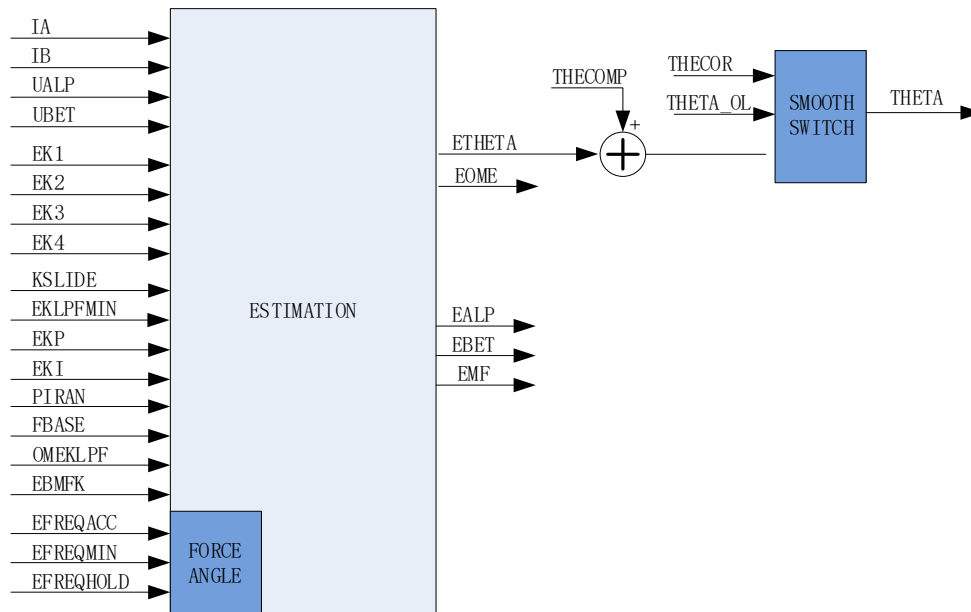 IA
IB
UALP
UBET
EK1
EK2
EK3
EK4
KSLIDE
EKLPFMIN
EKP
EKI
PIRAN
FBASE
OMEKLPF
EBMFK
EFREQACC
EFREQMIN
EFREQHOLD
ESTIMATION
FORCE
ANGLE
ETHETA
EOME
EALP
EBET
EMF
THECOMP
+
THECOR
THETA_OL
SMOOTH
SWITCH
THETA